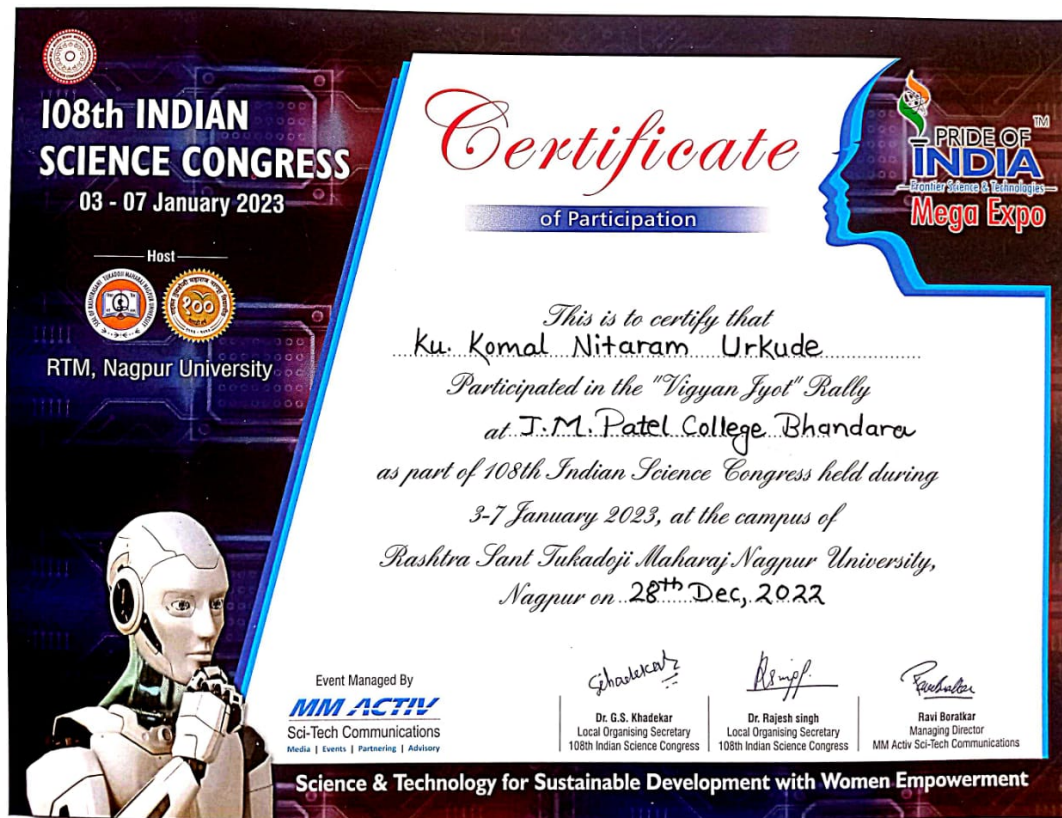 108th INDIAN
SCIENCE CONGRESS
03 - 07 January 2023
Host
RTM, Nagpur University
Certificate
of Participation
PRIDE OF TM
INDIA
Frontier Science & Technologies
Mega Expo
This is to certify that
Ku. Komal Nitaram Urkude
Participated in the "Vigyan Jyot" Rally
at J.M. Patel College Bhandara
as part of 108th Indian Science Congress held during
3-7 January 2023, at the campus of
Rashtra Sant Tukadoji Maharaj Nagpur University,
Nagpur on 28th Dec, 2022
Event Managed By
MM ACTIV
Sci-Tech Communications
Media | Events | Partnering | Advisory
Dr. G.S. Khadekar
Local Organising Secretary
108th Indian Science Congress
Dr. Rajesh singh
Local Organising Secretary
108th Indian Science Congress
Ravi Boratkar
Managing Director
MM Activ Sci-Tech Communications
Science & Technology for Sustainable Development with Women Empowerment